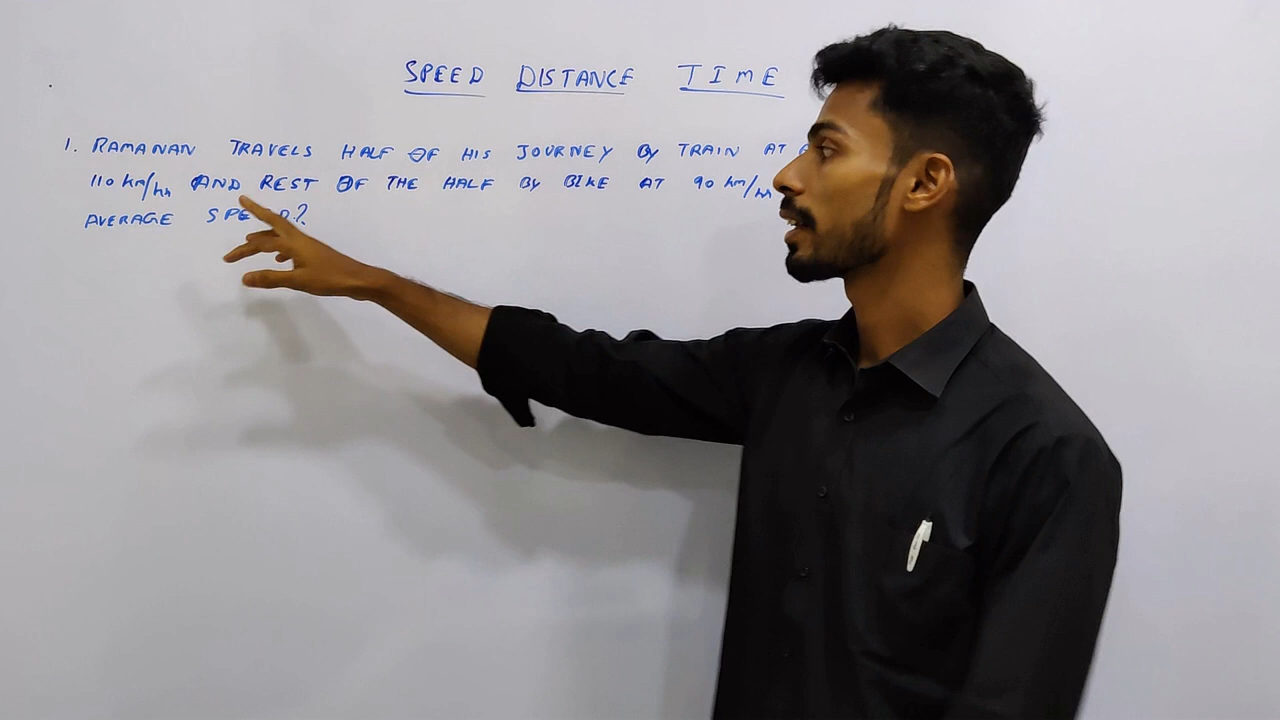 SPEED DISTANCE TIME
1. RAMANAN TRAVELS HALF OF HIS JOURNEY BY TRAIN AT
110 km/hr AND REST OF THE HALF BY BIKE AT 90 km/hr
AVERAGE SPEED?